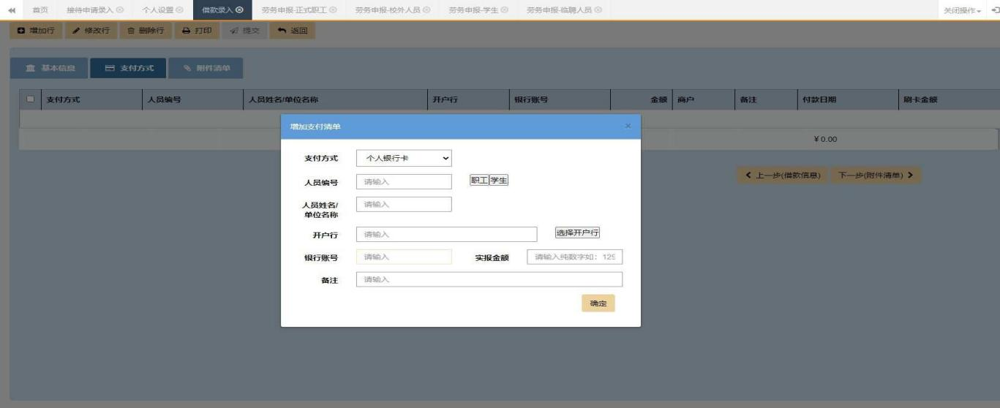 首页 接待申请录入 个人设置 借款录入 劳务申报-正式职工 劳务申报-校外人员 劳务申报-学生 劳务申报-临聘人员 关闭操作
增加行 修改行 删除行 打印 提交 返回
基本信息 支付方式 附件清单
支付方式 人员编号 人员姓名/单位名称 开户行 银行账号 金额 商户 备注 付款日期 刷卡金额
增加支付清单 ×
¥0.00
支付方式 个人银行卡
上一步(借款信息) 下一步(附件清单)
人员编号 请输入 职工 学生
人员姓名/ 请输入
单位名称
开户行 请输入 选择开户行
银行账号 请输入 实报金额 请输入纯数字如：129
备注 请输入
确定